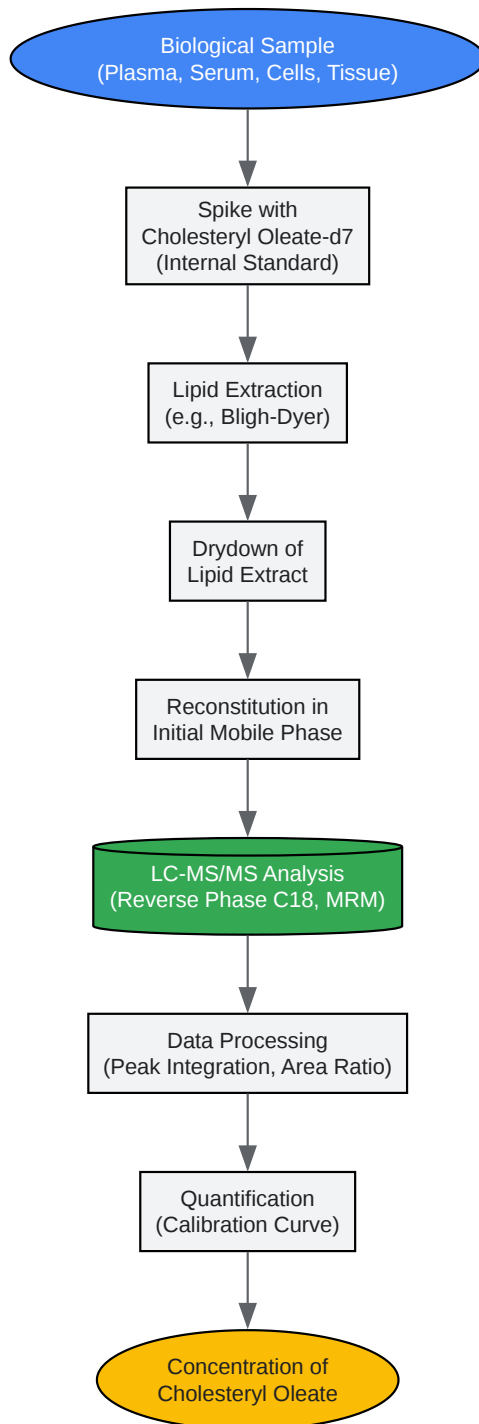 Biological Sample
(Plasma, Serum, Cells, Tissue)
Spike with
Cholesteryl Oleate-d7
(Internal Standard)
Lipid Extraction
(e.g., Bligh-Dyer)
Drydown of
Lipid Extract
Reconstitution in
Initial Mobile Phase
LC-MS/MS Analysis
(Reverse Phase C18, MRM)
Data Processing
(Peak Integration, Area Ratio)
Quantification
(Calibration Curve)
Concentration of
Cholesteryl Oleate